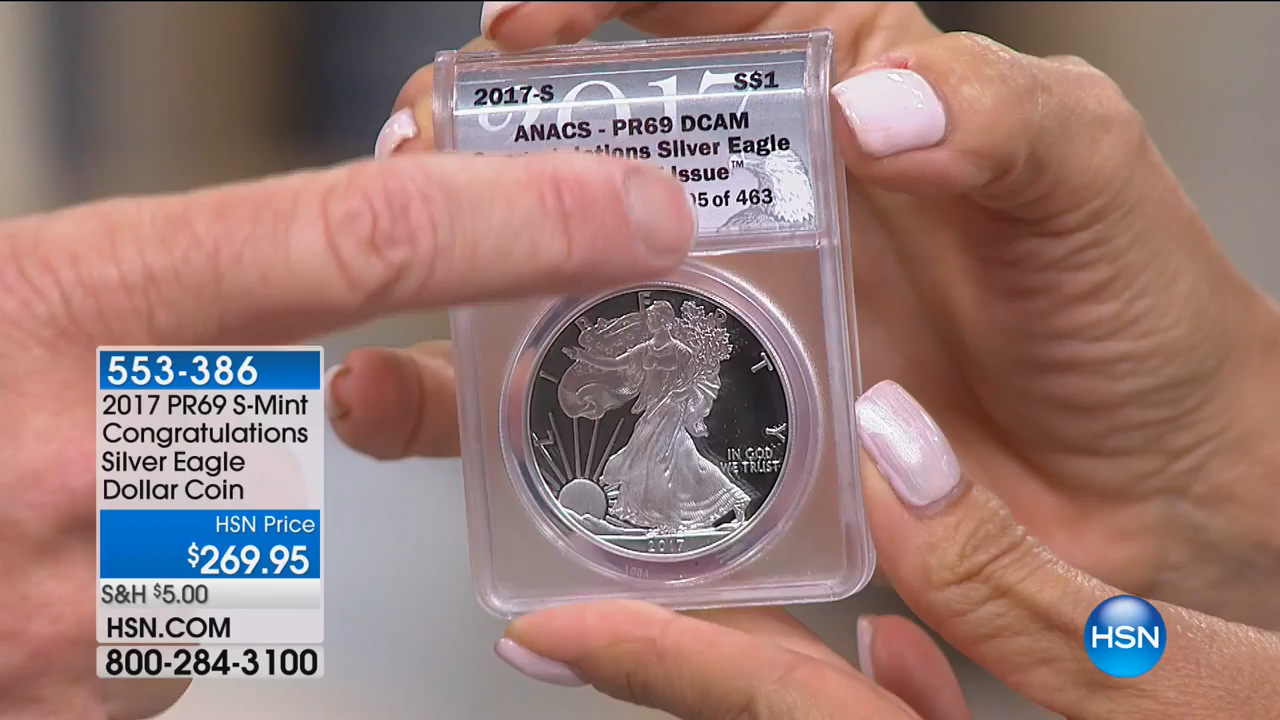 2017-S S$1
2017
ANACS - PR69 DCAM
Silver Eagle
Issue™
of 463
LIBERTY
IN GOD
WE TRUST
2017
553-386
2017 PR69 S-Mint
Congratulations
Silver Eagle
Dollar Coin
HSN Price
$269.95
S&H $5.00
HSN.COM
800-284-3100
HSN